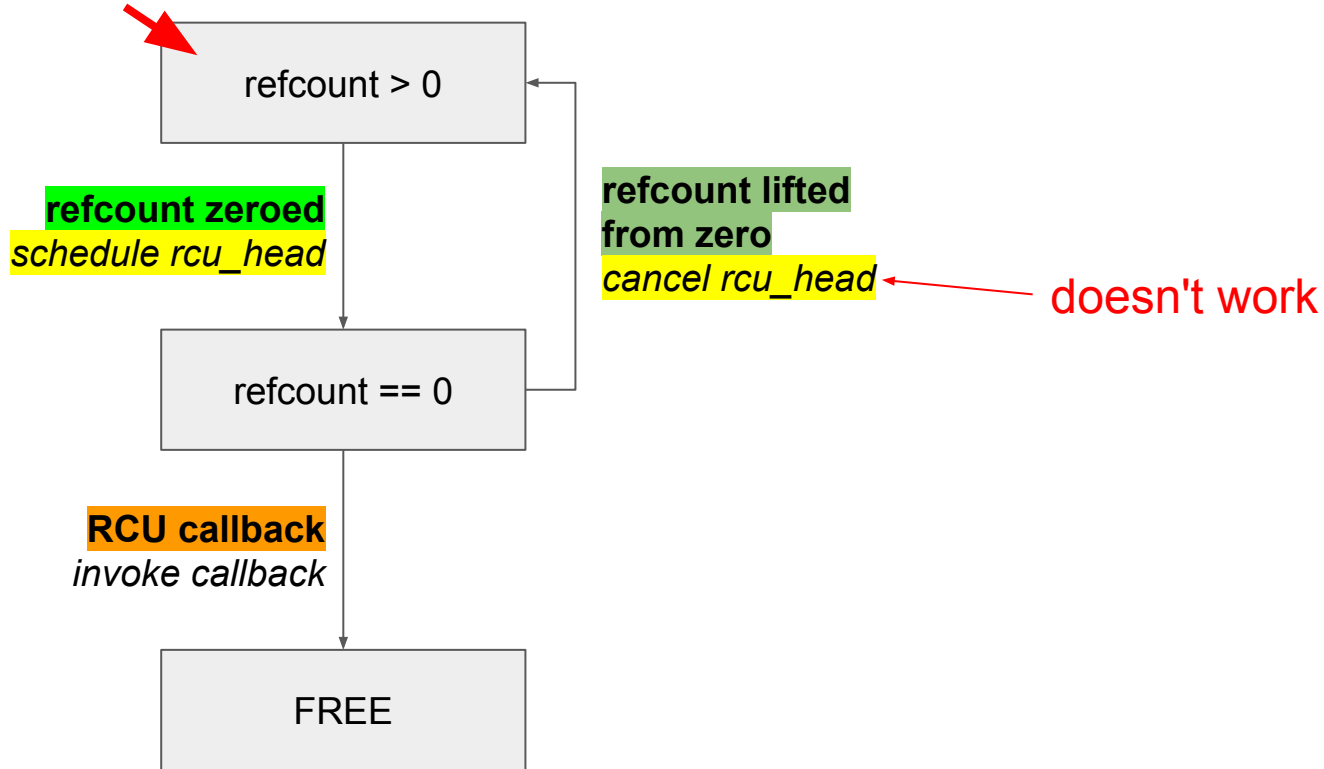 refcount > 0
refcount zeroed
schedule rcu_head
refcount lifted
from zero
cancel rcu_head
doesn't work
refcount == 0
RCU callback
invoke callback
FREE